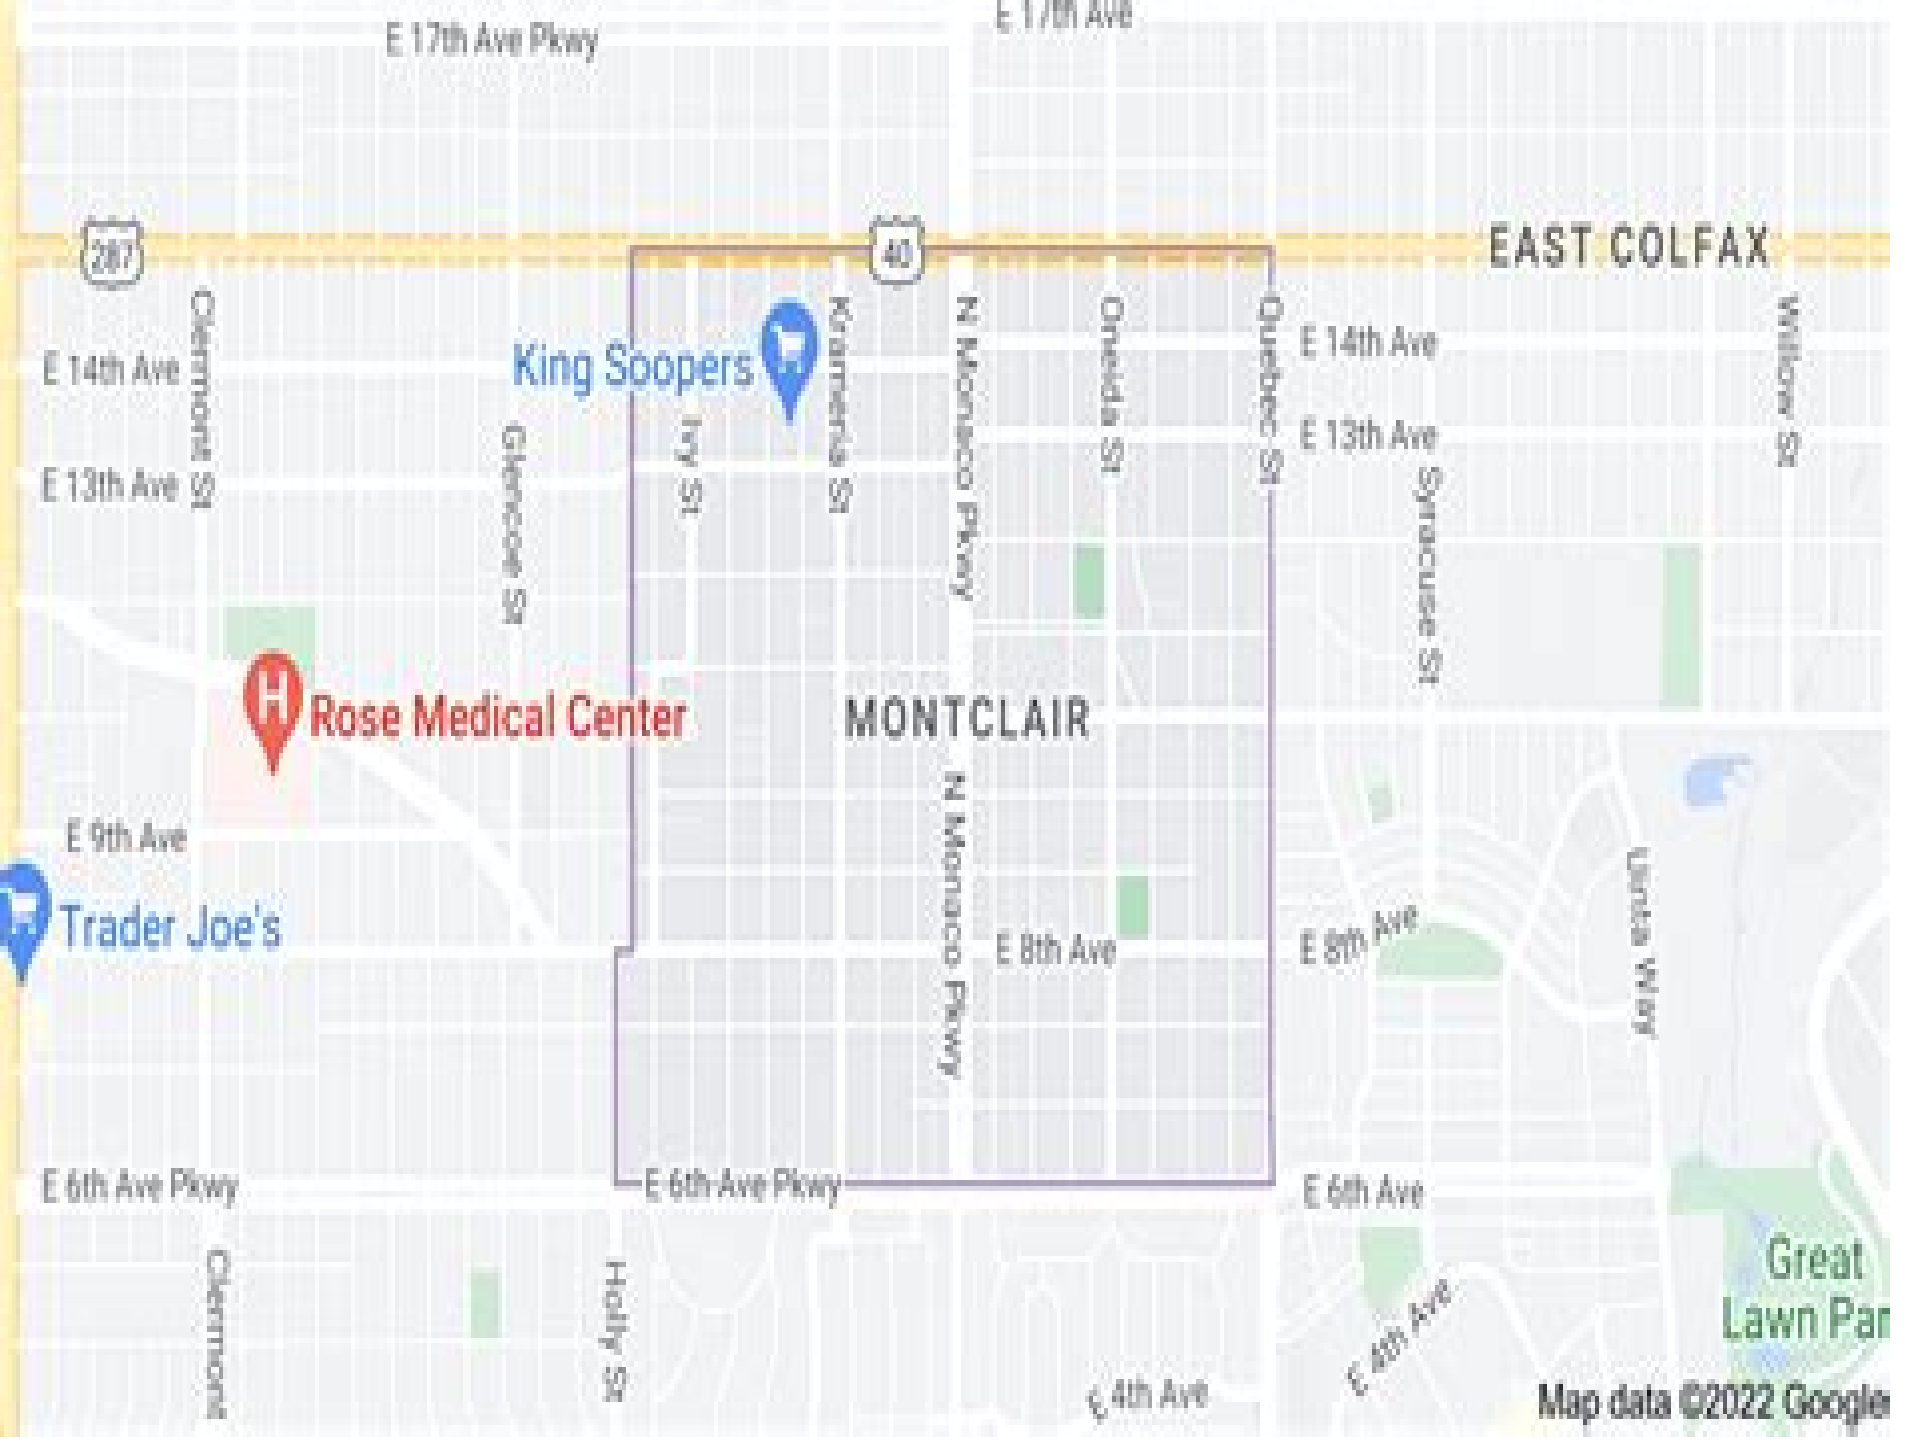 E 17th Ave Pkwy
E 17th Ave
287
40
EAST COLFAX
Clermont St
E 14th Ave
King Soopers
Krameria St
N Monaco Pkwy
Oneida St
Quebec St
E 14th Ave
Willow St
E 13th Ave
Glencoe St
Ivy St
E 13th Ave
Syracuse St
Rose Medical Center
MONTCLAIR
E 9th Ave
N Monaco Pkwy
Uinta Way
Trader Joe's
E 8th Ave
E 8th Ave
E 6th Ave Pkwy
E 6th Ave Pkwy
E 6th Ave
Clermont
Holly St
Great
Lawn Par
E 4th Ave
E 4th Ave
Map data ©2022 Google